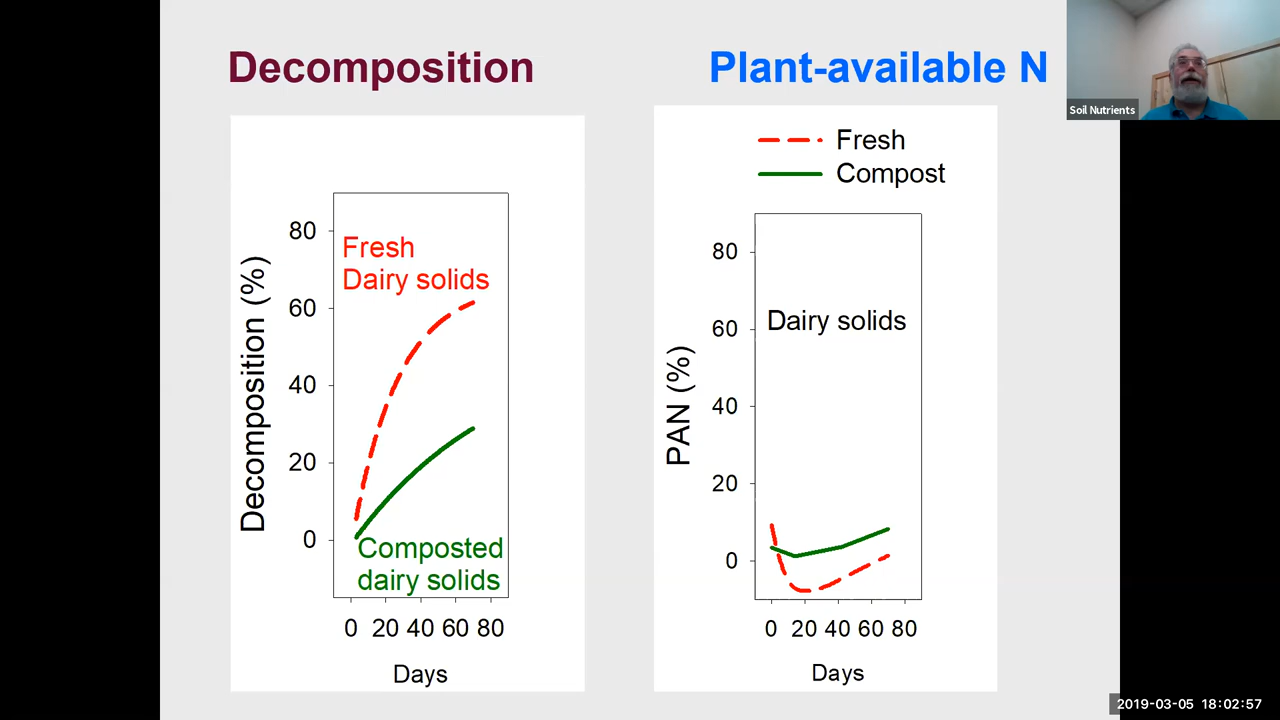 Decomposition
Plant-available N
Soil Nutrients
Fresh
Compost
80
60
40
20
0
Decomposition (%)
Fresh
Dairy solids
Composted
dairy solids
0 20 40 60 80
Days
80
60
40
20
0
PAN (%)
Dairy solids
0 20 40 60 80
Days
2019-03-05 18:02:57